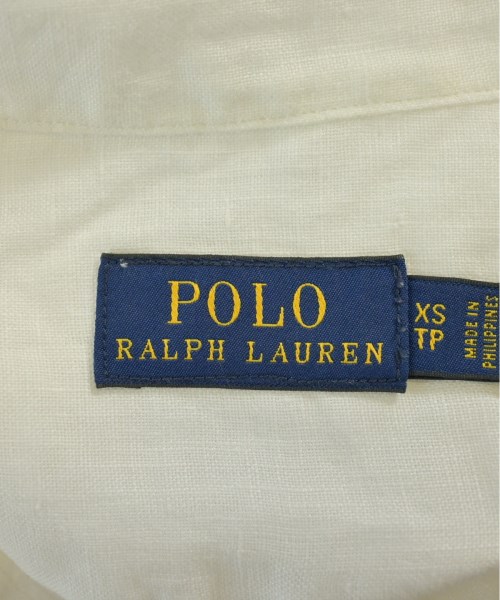 POLO
RALPH LAUREN
XS
TP
MADE IN
PHILIPPINES